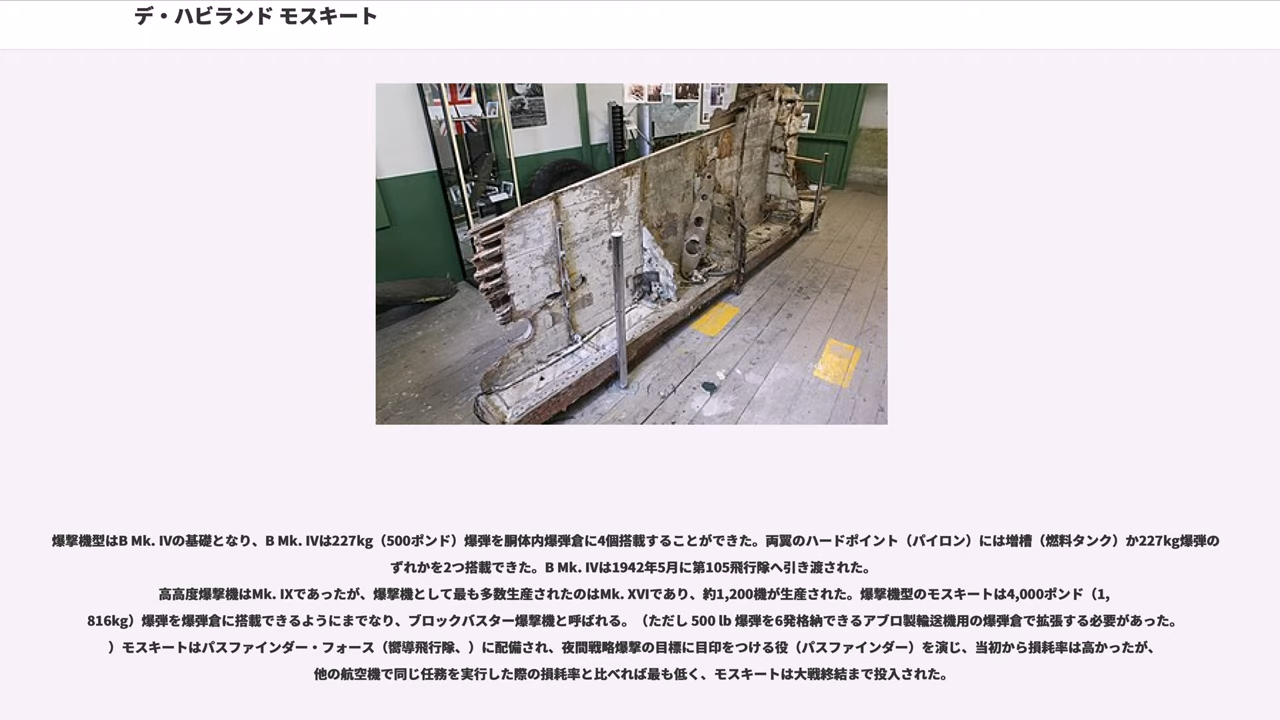 デ・ハビランド モスキート
爆撃機型はB Mk. IVの基礎となり、B Mk. IVは227kg（500ポンド）爆弾を胴体内爆弾倉に4個搭載することができた。両翼のハードポイント（パイロン）には増槽（燃料タンク）か227kg爆弾の
ずれかを2つ搭載できた。B Mk. IVは1942年5月に第105飛行隊へ引き渡された。
高高度爆撃機はMk. IXであったが、爆撃機として最も多数生産されたのはMk. XVIであり、約1,200機が生産された。爆撃機型のモスキートは4,000ポンド（1,
816kg）爆弾を爆弾倉に搭載できるようにまでなり、ブロックバスター爆撃機と呼ばれる。（ただし 500 lb 爆弾を6発格納できるアブロ製輸送機用の爆弾倉で拡張する必要があった。
）モスキートはパスファインダー・フォース（嚮導飛行隊、）に配備され、夜間戦略爆撃の目標に目印をつける役（パスファインダー）を演じ、当初から損耗率は高かったが、
他の航空機で同じ任務を実行した際の損耗率と比べれば最も低く、モスキートは大戦終結まで投入された。